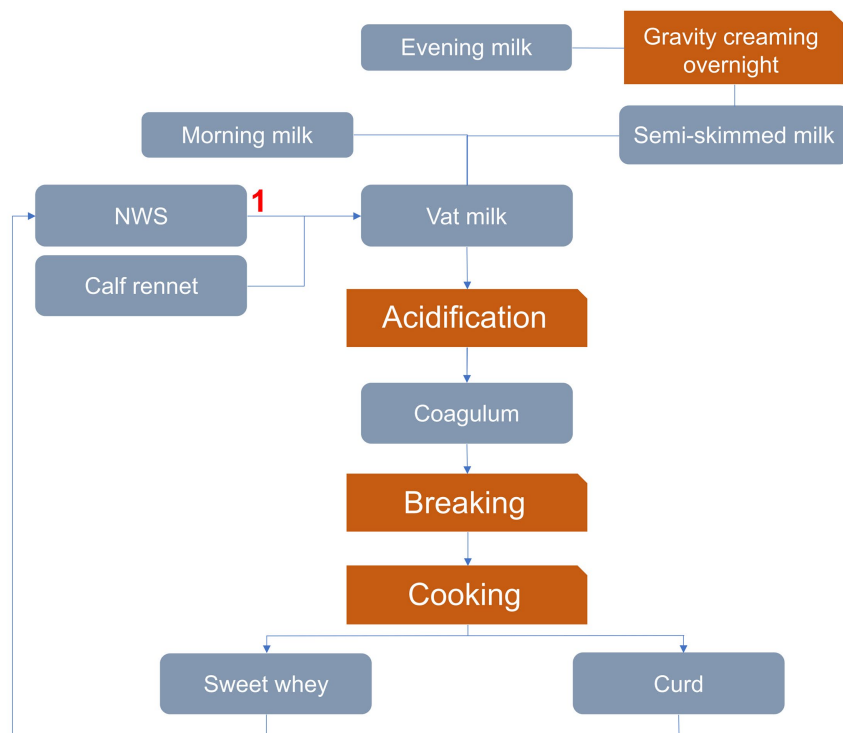 Evening milk
Gravity creaming
overnight
Morning milk
Semi-skimmed milk
NWS
1
Vat milk
Calf rennet
Acidification
Coagulum
Breaking
Cooking
Sweet whey
Curd